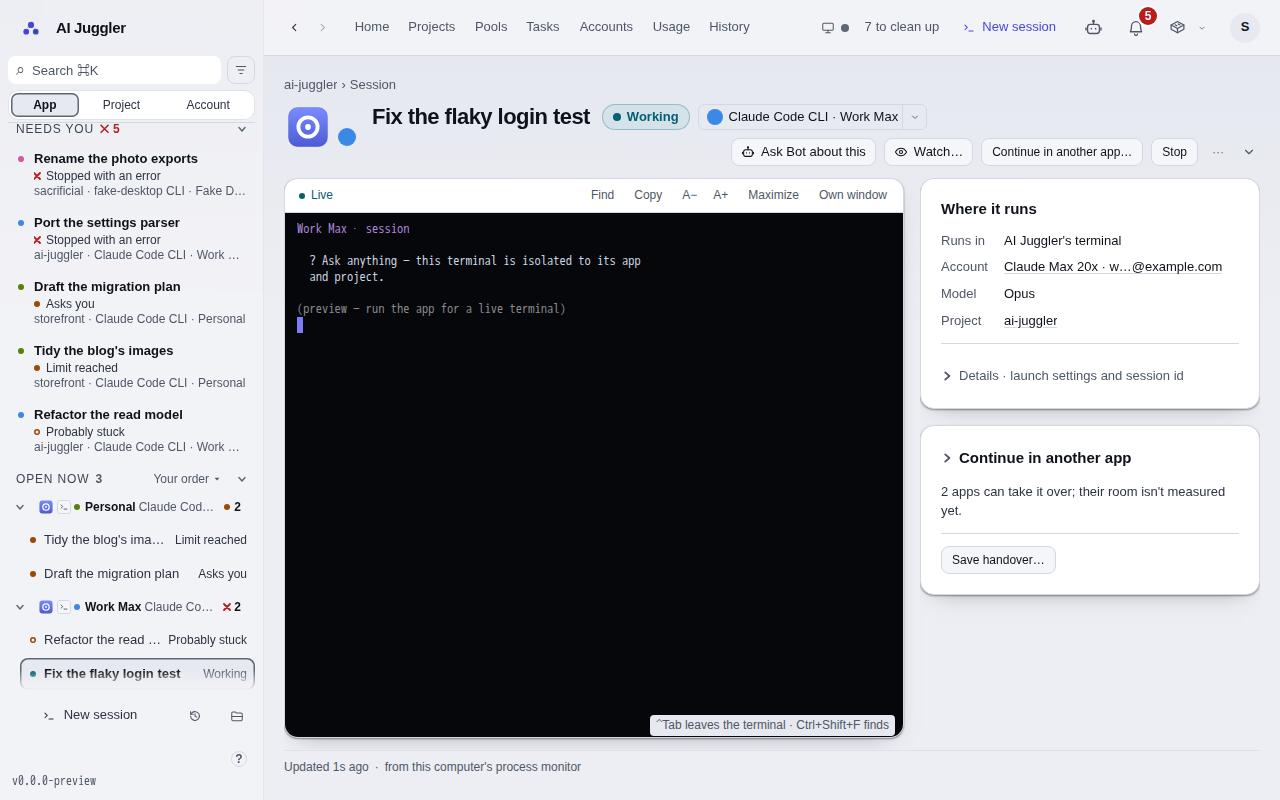 AI Juggler
Search ⌘K
App Project Account
NEEDS YOU 5
Rename the photo exports
Stopped with an error
sacrificial · fake-desktop CLI · Fake D…
Port the settings parser
Stopped with an error
ai-juggler · Claude Code CLI · Work …
Draft the migration plan
Asks you
storefront · Claude Code CLI · Personal
Tidy the blog's images
Limit reached
storefront · Claude Code CLI · Personal
Refactor the read model
Probably stuck
ai-juggler · Claude Code CLI · Work …
OPEN NOW 3 Your order
Personal Claude Cod… 2
Tidy the blog's ima… Limit reached
Draft the migration plan Asks you
Work Max Claude Co… 2
Refactor the read … Probably stuck
Fix the flaky login test Working
New session
?
v0.0.0-preview
Home Projects Pools Tasks Accounts Usage History 7 to clean up New session 5 S
ai-juggler › Session
Fix the flaky login test Working Claude Code CLI · Work Max
Ask Bot about this Watch… Continue in another app… Stop ···
Live Find Copy A− A+ Maximize Own window
Work Max · session
? Ask anything — this terminal is isolated to its app
and project.
(preview — run the app for a live terminal)
^Tab leaves the terminal · Ctrl+Shift+F finds
Where it runs
Runs in AI Juggler's terminal
Account Claude Max 20x · w…@example.com
Model Opus
Project ai-juggler
Details · launch settings and session id
Continue in another app
2 apps can take it over; their room isn't measured
yet.
Save handover…
Updated 1s ago · from this computer's process monitor